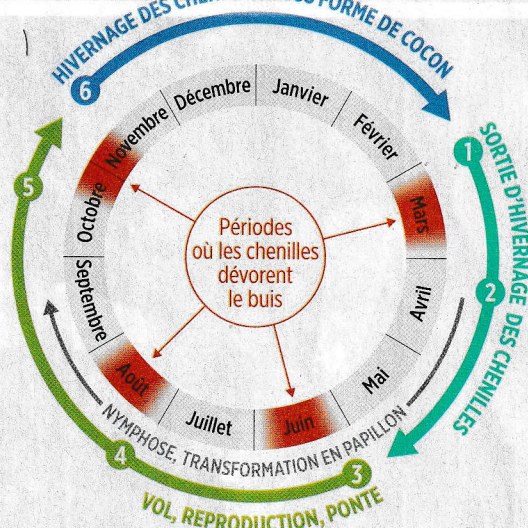 HIVERNAGE DES FORME DE COCON
6
1
SORTIE D'HIVERNAGE DES CHENILLES
2
Janvier
Février
Mars
Avril
Mai
Juin
Juillet
Août
Septembre
Octobre
Novembre
Décembre
Périodes
où les chenilles
dévorent
le buis
NYMPHOSE, TRANSFORMATION EN PAPILLON
3
VOL, REPRODUCTION, PONTE
4
5